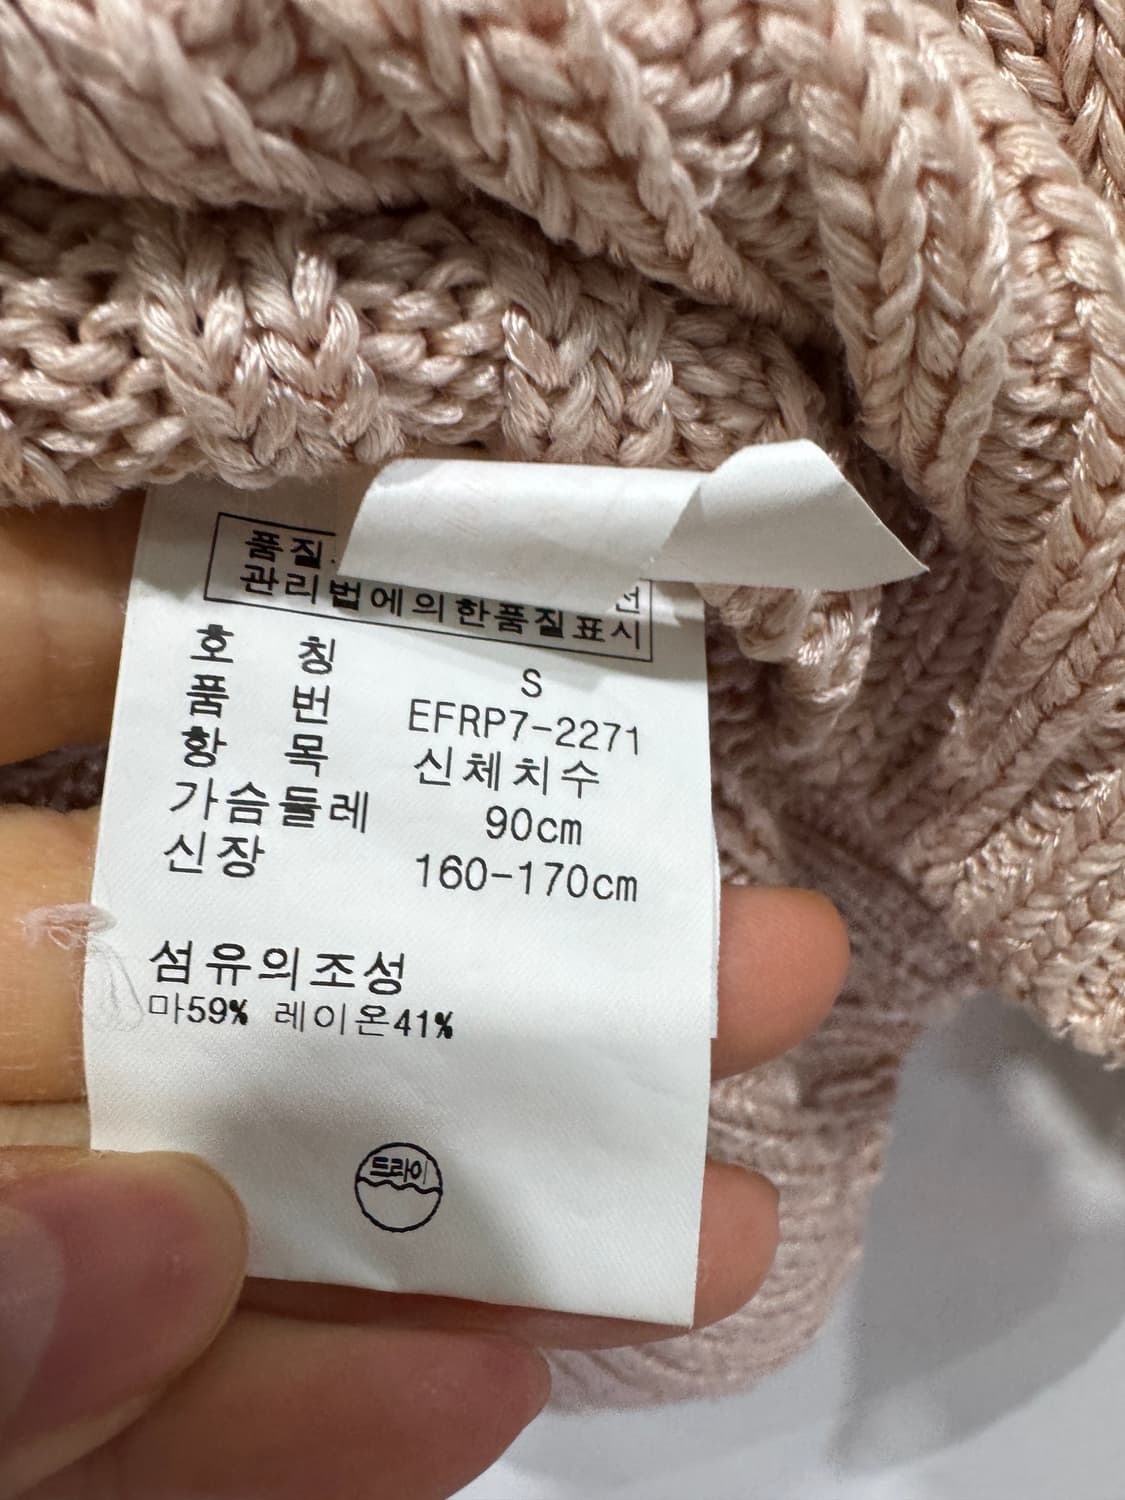 품질
관리법에의한품질표시
호 칭 S
품 번 EFRP7-2271
항 목 신체치수
가슴둘레 90cm
신장 160-170cm
섬유의조성
마59% 레이온41%
드라이